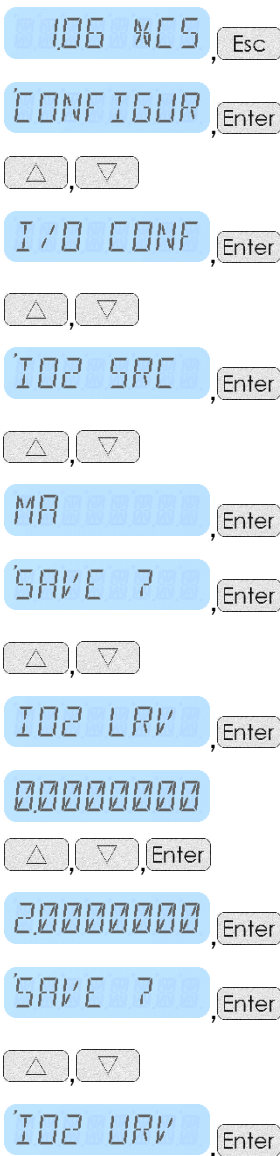 1.06 %CS, Esc
CONFIGUR, Enter
△, ▽
I/O CONF, Enter
△, ▽
IO2 SRC, Enter
△, ▽
MA, Enter
SAVE ?, Enter
△, ▽
IO2 LRV, Enter
0.0000000
△, ▽, Enter
2.0000000, Enter
SAVE ?, Enter
△, ▽
IO2 URV, Enter